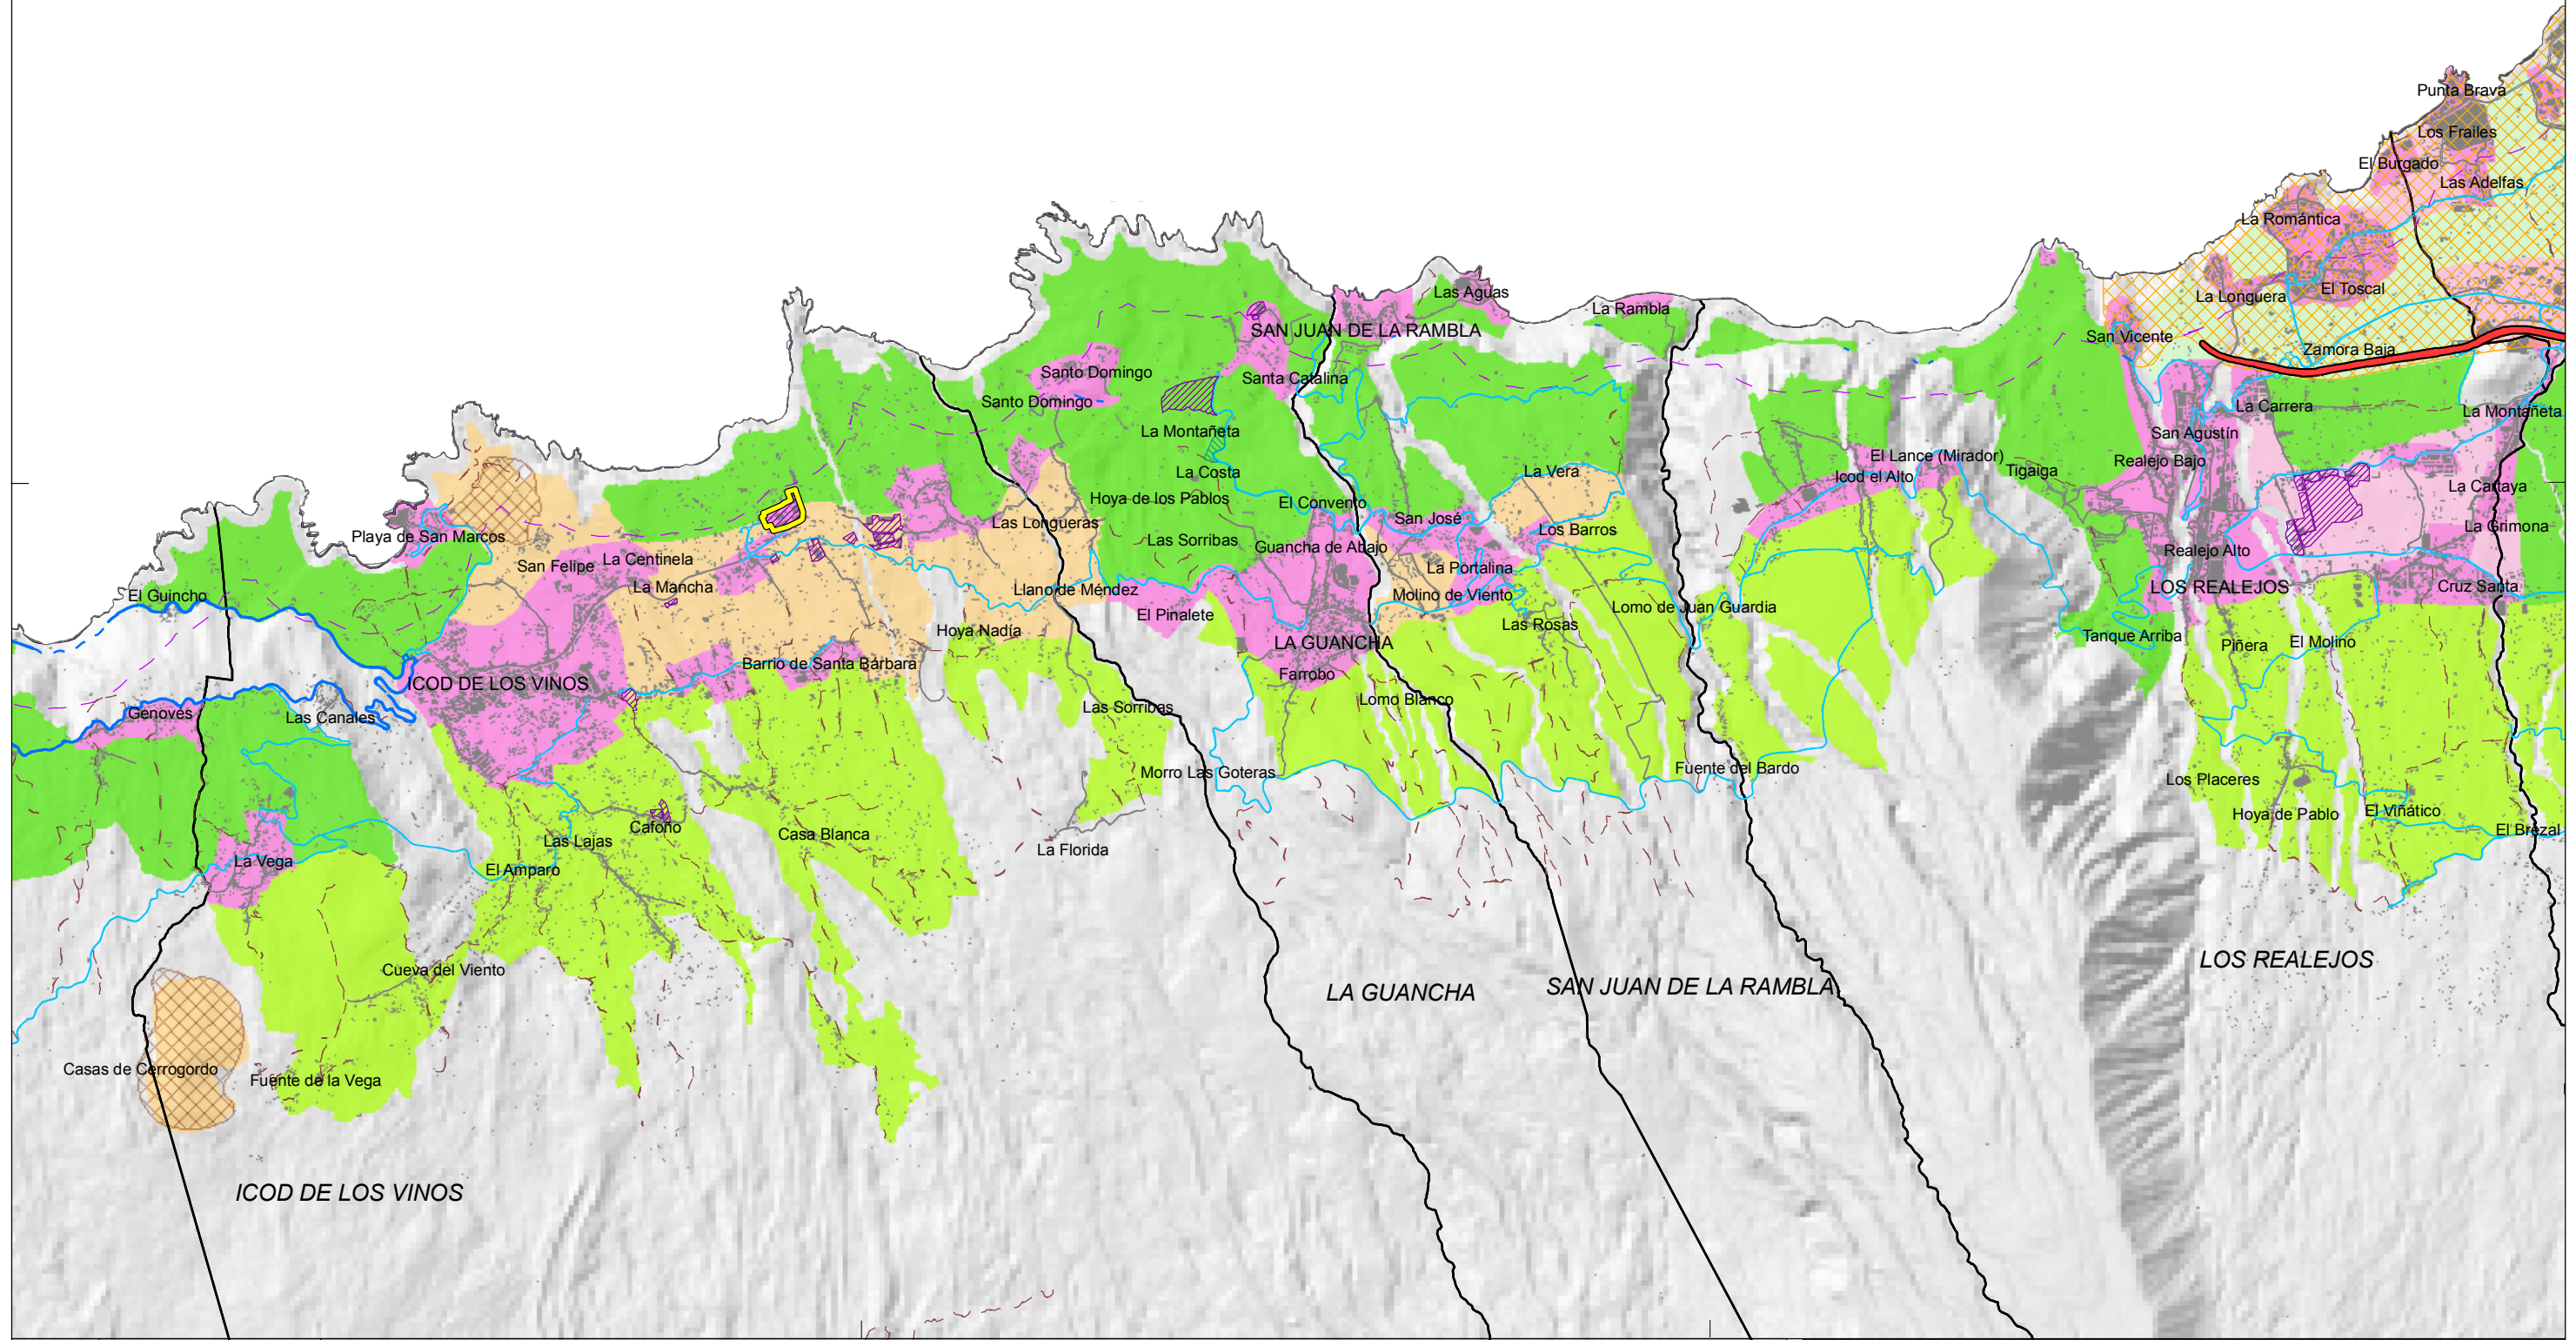 Punta Brava
Los Frailes
El Burgado
Las Adelfas
La Romántica
Las Aguas
La Longuera
El Toscal
La Rambla
SAN JUAN DE LA RAMBLA
San Vicente
Zamora Baja
Santo Domingo
Santa Catalina
Santo Domingo
La Carrera
La Montañeta
La Montañeta
San Agustín
El Lance (Mirador)
Realejo Bajo
Tigaiga
La Costa
La Vera
Icod el Alto
La Cartaya
Hoya de los Pablos
El Convento
San José
Las Longueras
Los Barros
La Grimona
Playa de San Marcos
Las Sorribas
Guancha de Abajo
Realejo Alto
San Felipe
La Centinela
La Portalina
La Mancha
Llano de Méndez
LOS REALEJOS
Cruz Santa
El Guincho
Molino de Viento
Lomo de Juan Guardia
El Pinalete
Las Rosas
Hoya Nadía
Tanque Arriba
Piñera
El Molino
LA GUANCHA
Barrio de Santa Bárbara
Farrobo
ICOD DE LOS VINOS
Lomo Blanco
Genovés
Las Canales
Las Sorribas
Morro Las Goteras
Fuente del Bardo
Los Placeres
Hoya de Pablo
El Viñático
El Brezal
Cafoño
Casa Blanca
Las Lajas
La Florida
La Vega
El Amparo
Cueva del Viento
LOS REALEJOS
LA GUANCHA
SAN JUAN DE LA RAMBLA
Casas de Cerrogordo
Fuente de la Vega
ICOD DE LOS VINOS